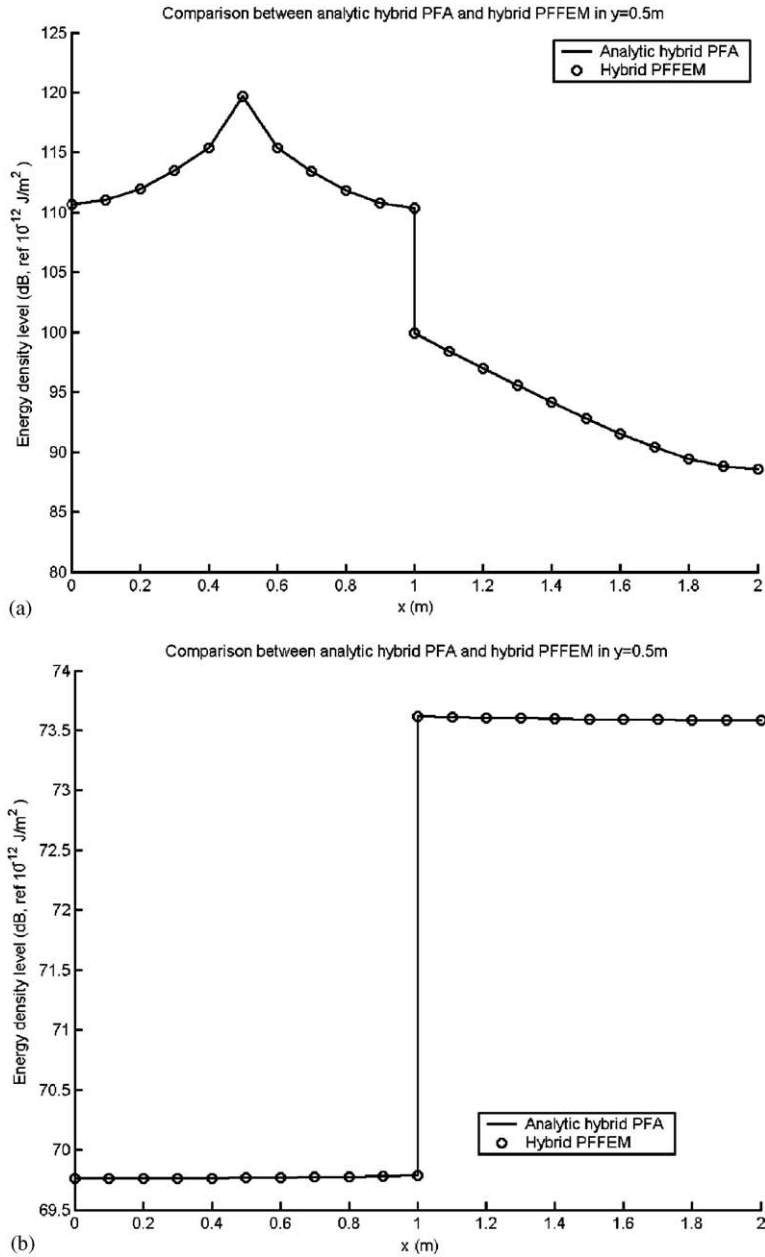 Comparison between analytic hybrid PFA and hybrid PFFEM in y=0.5m
125
120
115
110
105
100
95
90
85
80
Energy density level (dB, ref 10^-12 J/m^2)
Analytic hybrid PFA
Hybrid PFFEM
0 0.2 0.4 0.6 0.8 1 1.2 1.4 1.6 1.8 2
x (m)
(a)
Comparison between analytic hybrid PFA and hybrid PFFEM in y=0.5m
74
73.5
73
72.5
72
71.5
71
70.5
70
69.5
Energy density level (dB, ref 10^-12 J/m^2 )
Analytic hybrid PFA
Hybrid PFFEM
0 0.2 0.4 0.6 0.8 1 1.2 1.4 1.6 1.8 2
x (m)
(b)